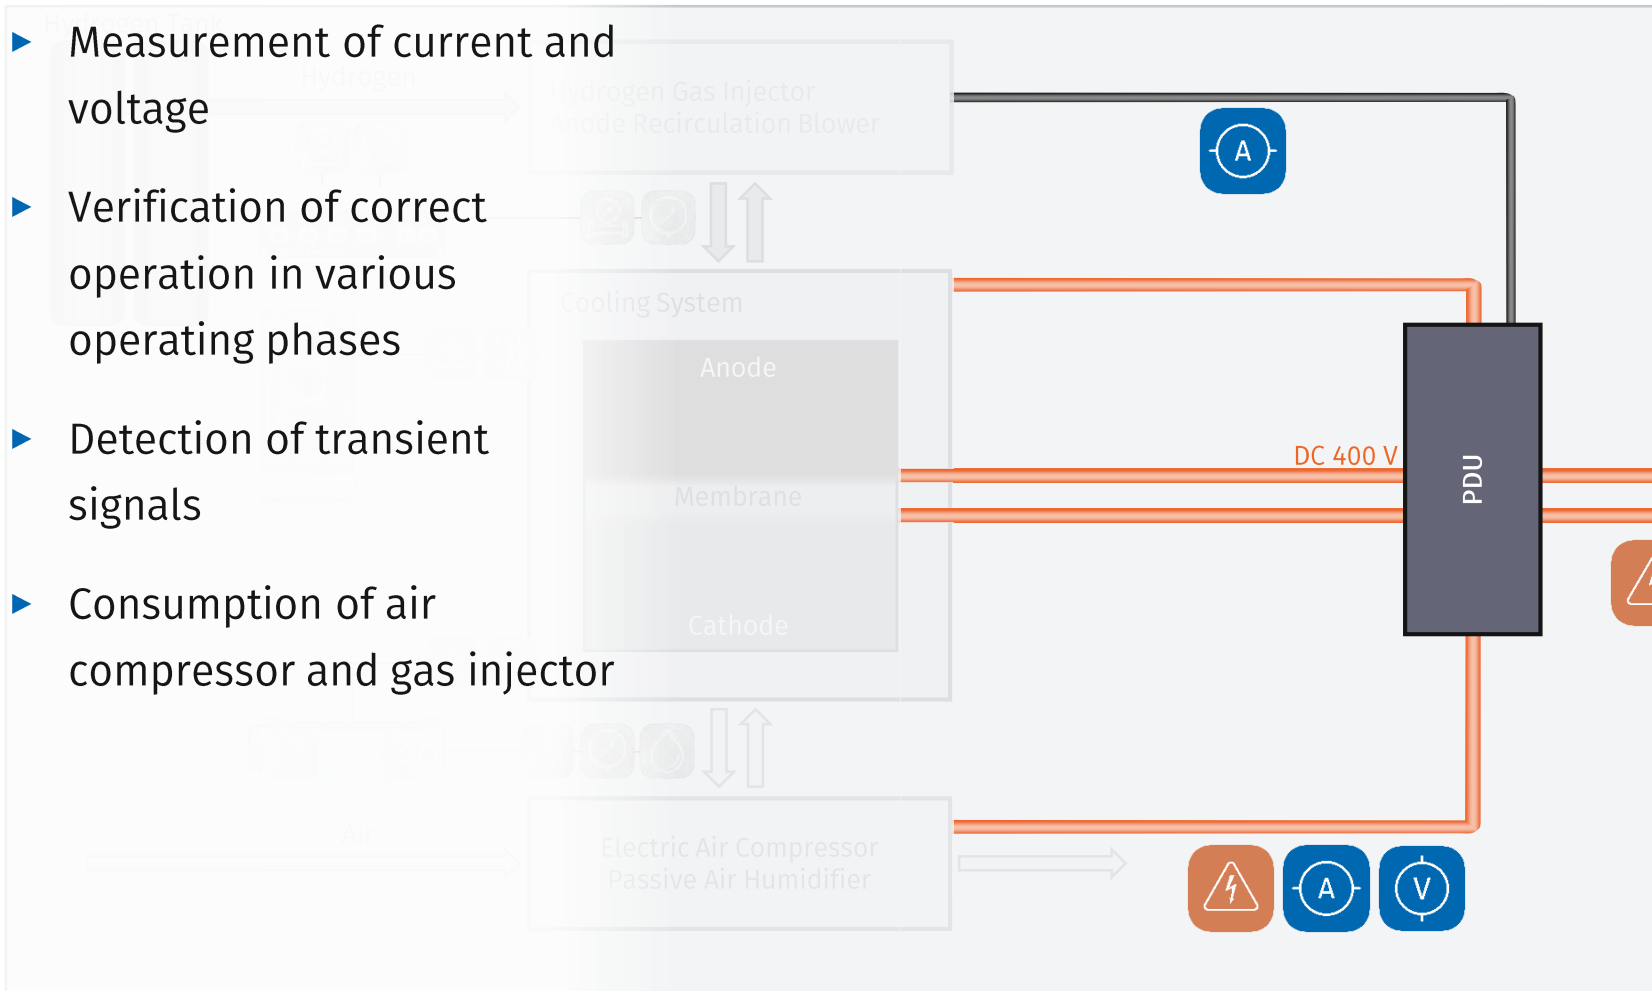 Hydrogen Tank
► Measurement of current and
voltage
► Verification of correct
operation in various
operating phases
► Detection of transient
signals
► Consumption of air
compressor and gas injector
Hydrogen
Hydrogen Gas Injector
Anode Recirculation Blower
A
Cooling System
Anode
Membrane
Cathode
DC 400 V
PDU
Air
Electric Air Compressor
Passive Air Humidifier
A
V